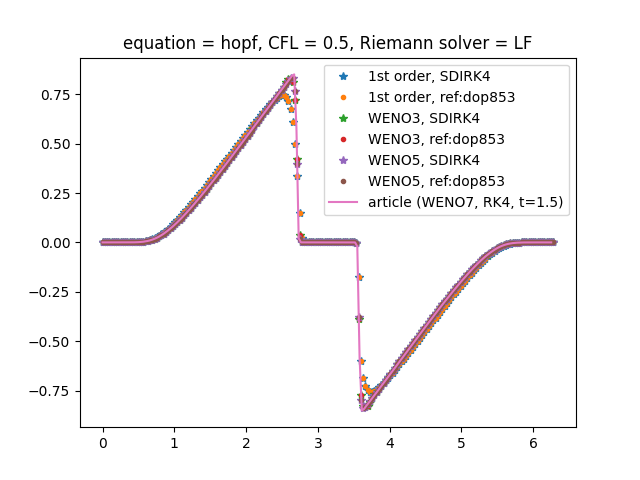 equation = hopf, CFL = 0.5, Riemann solver = LF
1st order, SDIRK4
1st order, ref:dop853
WENO3, SDIRK4
WENO3, ref:dop853
WENO5, SDIRK4
WENO5, ref:dop853
article (WENO7, RK4, t=1.5)
0.75
0.50
0.25
0.00
−0.25
−0.50
−0.75
0 1 2 3 4 5 6